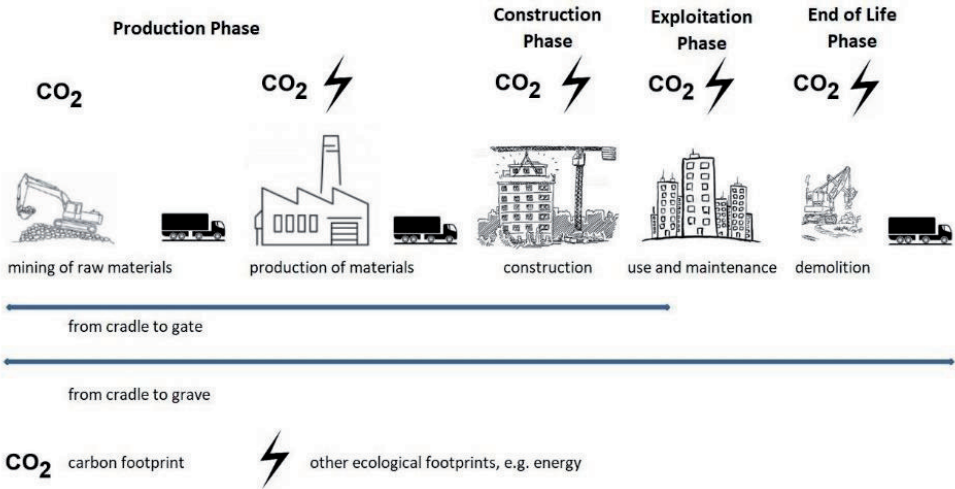 Production Phase
Construction
Phase
Exploitation
Phase
End of Life
Phase
CO2
CO2
CO2
CO2
CO2
mining of raw materials
production of materials
construction
use and maintenance
demolition
from cradle to gate
from cradle to grave
CO2 carbon footprint
other ecological footprints, e.g. energy